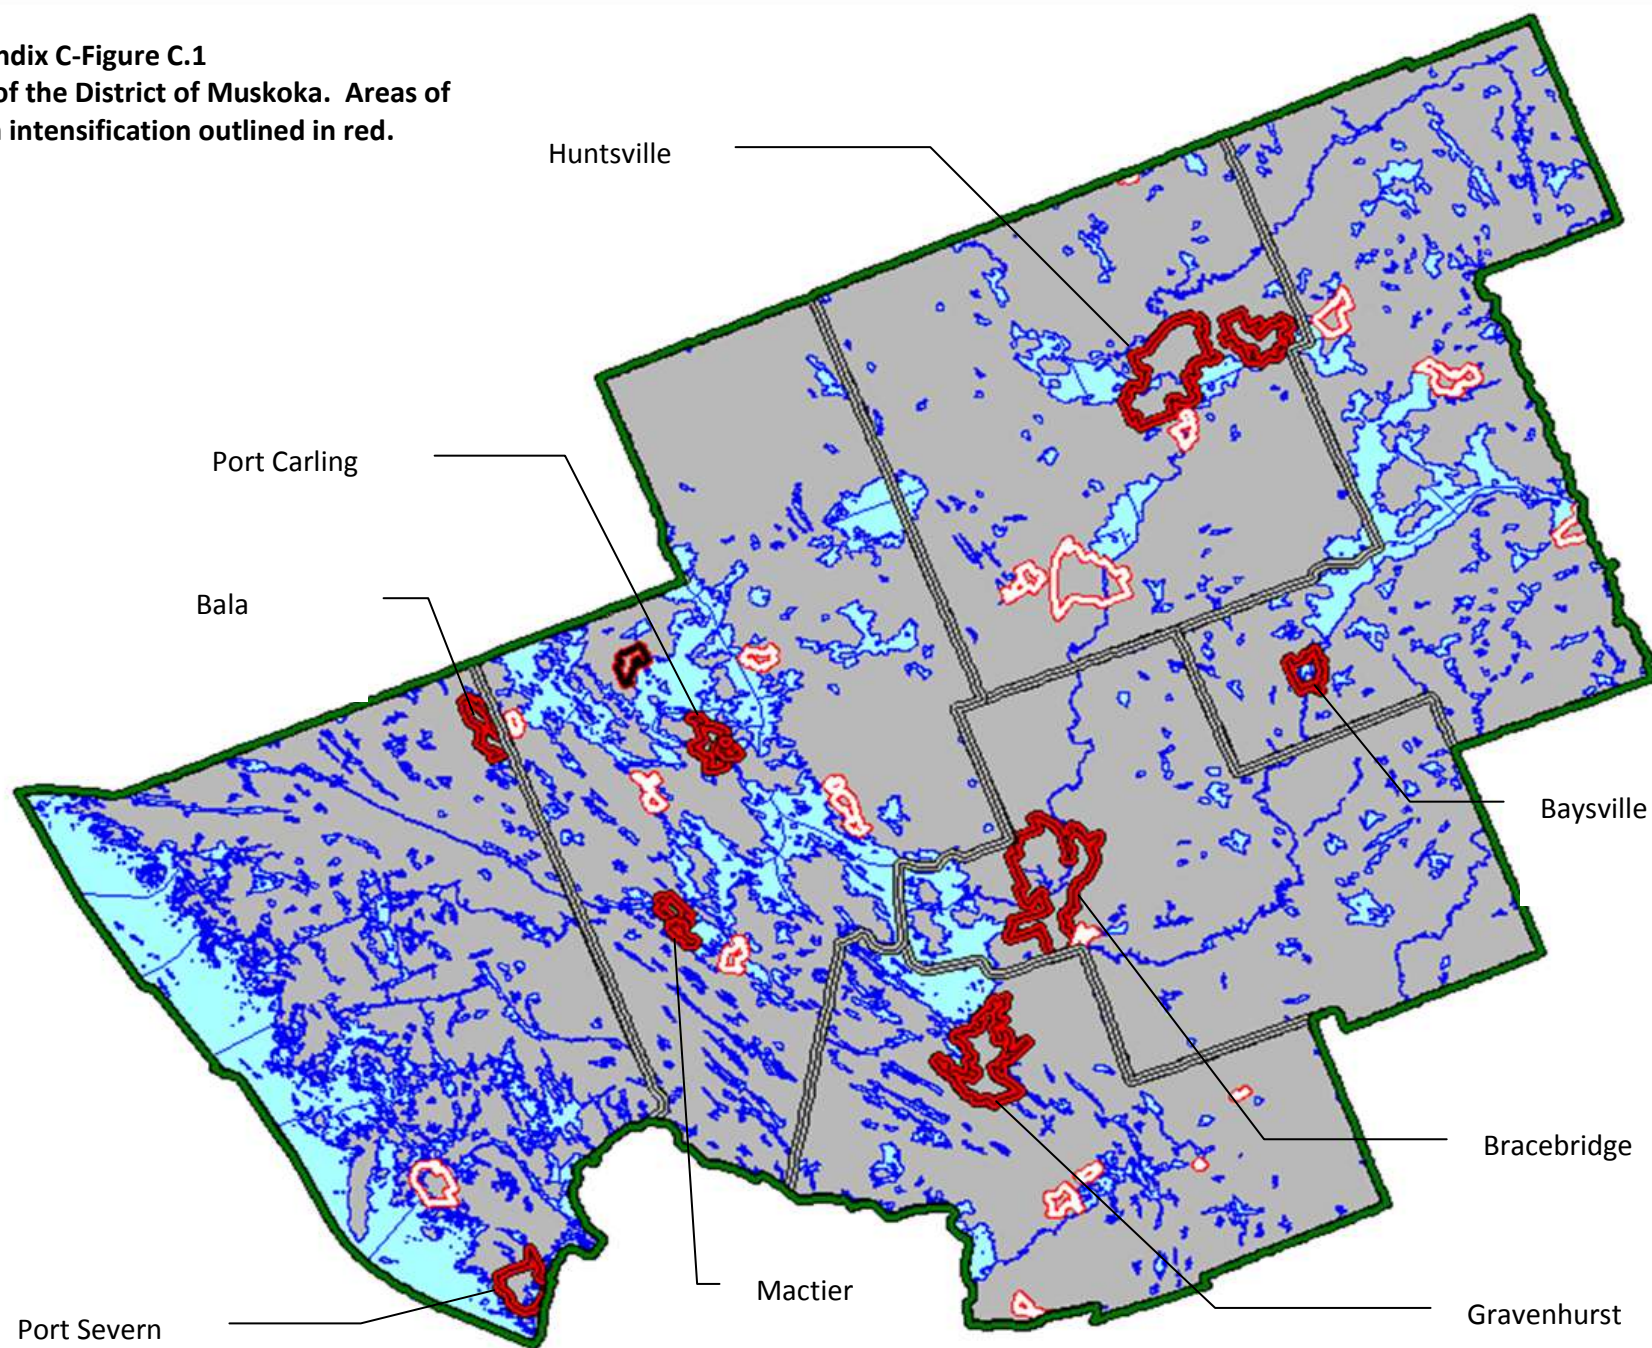 ndix C-Figure C.1
of the District of Muskoka. Areas of
intensification outlined in red.
Huntsville
Port Carling
Bala
Baysville
Bracebridge
Mactier
Gravenhurst
Port Severn